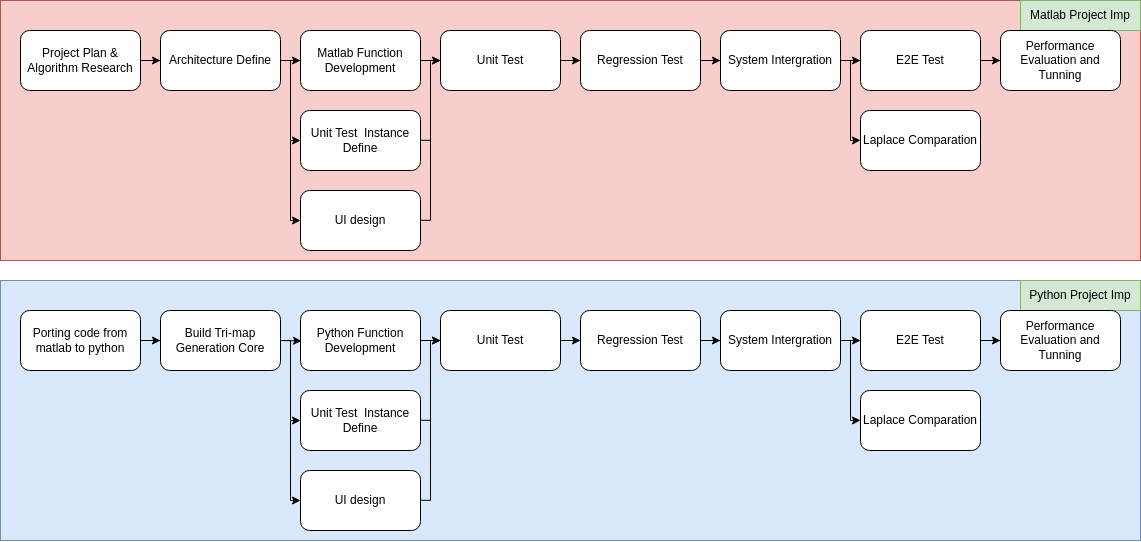 Matlab Project Imp
Project Plan &
Algorithm Research
Architecture Define
Matlab Function
Development
Unit Test
Regression Test
System Intergration
E2E Test
Performance
Evaluation and
Tunning
Unit Test  Instance
Define
Laplace Comparation
UI design
Python Project Imp
Porting code from
matlab to python
Build Tri-map
Generation Core
Python Function
Development
Unit Test
Regression Test
System Intergration
E2E Test
Performance
Evaluation and
Tunning
Unit Test  Instance
Define
Laplace Comparation
UI design